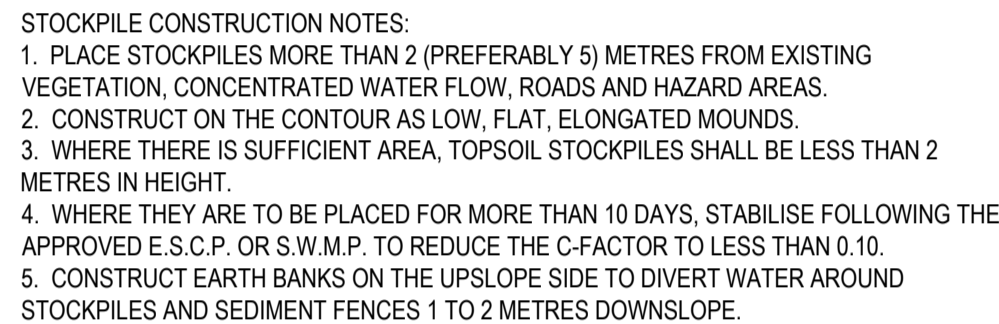 STOCKPILE CONSTRUCTION NOTES:
1. PLACE STOCKPILES MORE THAN 2 (PREFERABLY 5) METRES FROM EXISTING
VEGETATION, CONCENTRATED WATER FLOW, ROADS AND HAZARD AREAS.
2. CONSTRUCT ON THE CONTOUR AS LOW, FLAT, ELONGATED MOUNDS.
3. WHERE THERE IS SUFFICIENT AREA, TOPSOIL STOCKPILES SHALL BE LESS THAN 2
METRES IN HEIGHT.
4. WHERE THEY ARE TO BE PLACED FOR MORE THAN 10 DAYS, STABILISE FOLLOWING THE
APPROVED E.S.C.P. OR S.W.M.P. TO REDUCE THE C-FACTOR TO LESS THAN 0.10.
5. CONSTRUCT EARTH BANKS ON THE UPSLOPE SIDE TO DIVERT WATER AROUND
STOCKPILES AND SEDIMENT FENCES 1 TO 2 METRES DOWNSLOPE.